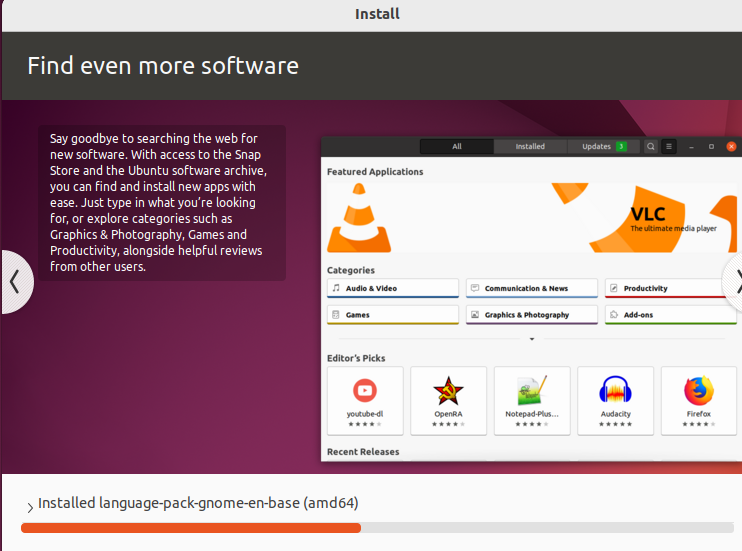 Install
Find even more software
Say goodbye to searching the web for
new software. With access to the Snap
Store and the Ubuntu software archive,
you can find and install new apps with
ease. Just type in what you're looking
for, or explore categories such as
Graphics & Photography, Games and
Productivity, alongside helpful reviews
from other users.
All Installed Updates 3
Featured Applications
VLC
The ultimate media player
Categories
Audio & Video Communication & News Productivity
Games Graphics & Photography Add-ons
Editor's Picks
youtube-dl OpenRA Notepad-Plus... Audacity Firefox
Recent Releases
Installed language-pack-gnome-en-base (amd64)